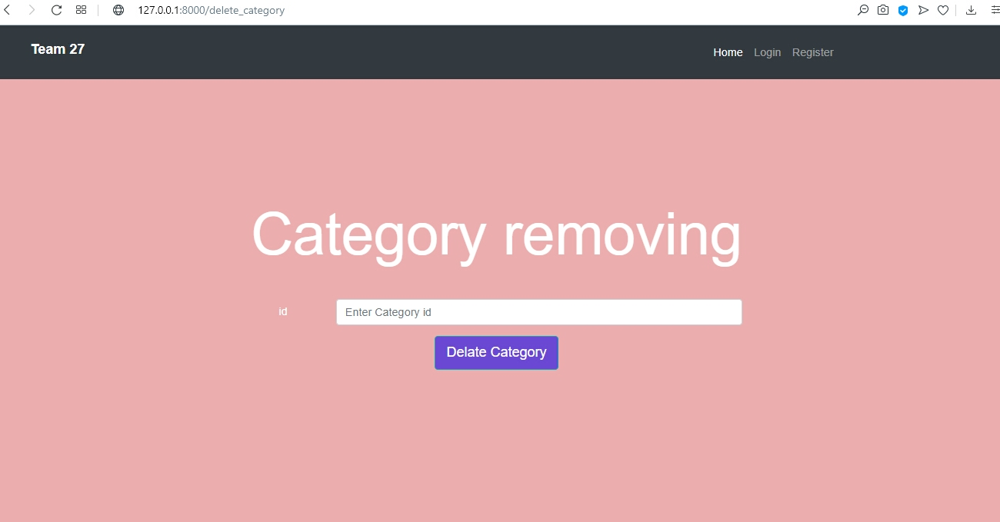 127.0.0.1:8000/delete_category
Team 27
Home Login Register
Category removing
id Enter Category id
Delate Category